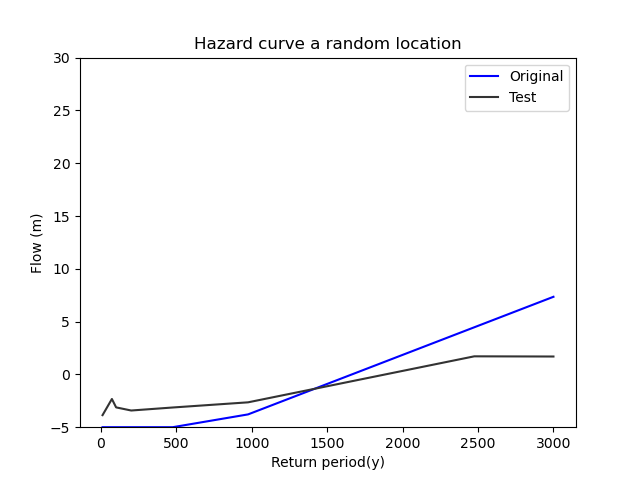 Hazard curve a random location
Original
Test
30
25
20
15
10
5
0
−5
Flow (m)
0 500 1000 1500 2000 2500 3000
Return period(y)